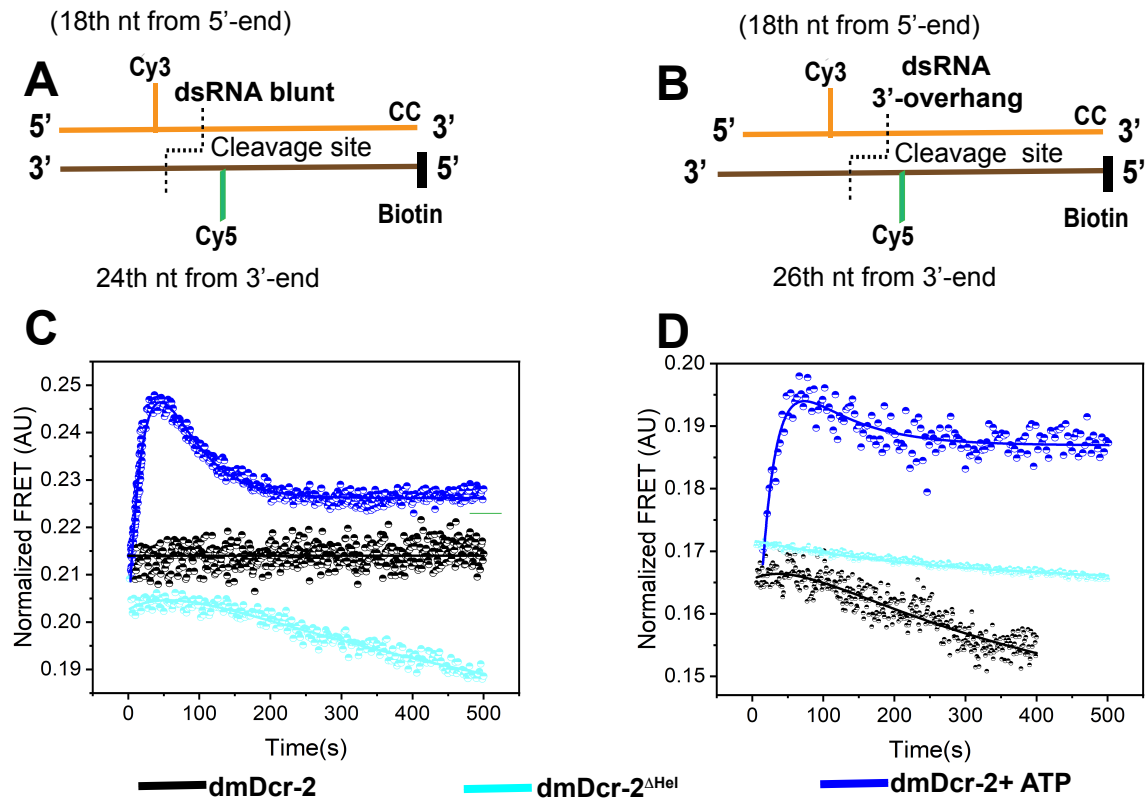 (18th nt from 5’-end)
A
Cy3
dsRNA blunt
CC
5’
3’
Cleavage site
3’
5’
Biotin
Cy5
24th nt from 3’-end
(18th nt from 5’-end)
B
Cy3
dsRNA
3’-overhang
CC
5’
3’
Cleavage site
3’
5’
Biotin
Cy5
26th nt from 3’-end
C
Normalized FRET (AU)
0.25
0.24
0.23
0.22
0.21
0.20
0.19
0 100 200 300 400 500
Time(s)
D
Normalized FRET (AU)
0.20
0.19
0.18
0.17
0.16
0.15
0 100 200 300 400 500
Time(s)
dmDcr-2
dmDcr-2ΔHel
dmDcr-2+ ATP